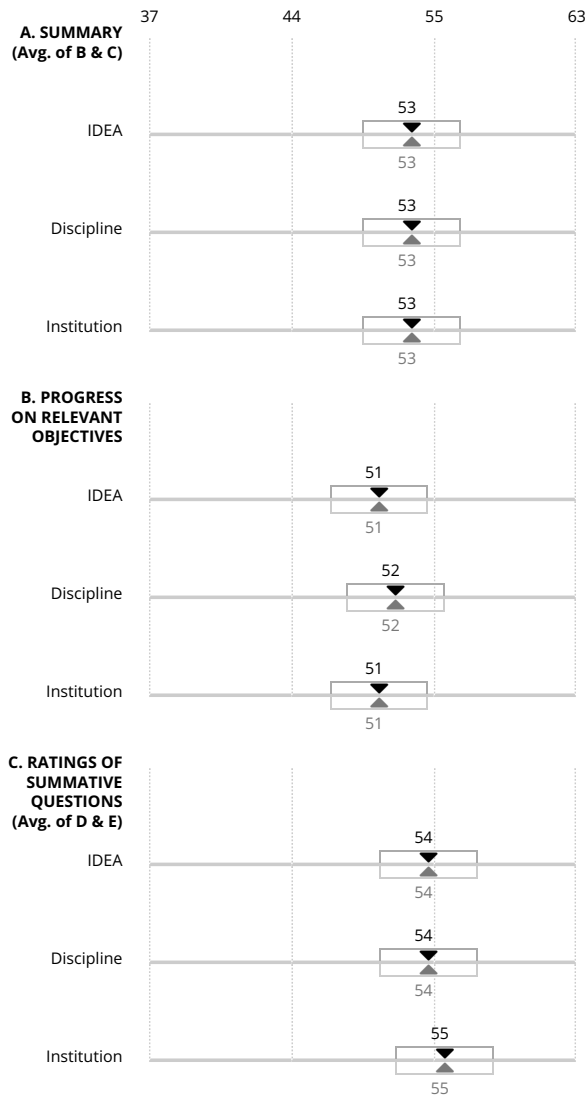 37 44 55 63
A. SUMMARY
(Avg. of B & C)
53
IDEA
53
53
Discipline
53
53
Institution
53
B. PROGRESS
ON RELEVANT
OBJECTIVES
51
IDEA
51
52
Discipline
52
51
Institution
51
C. RATINGS OF
SUMMATIVE
QUESTIONS
(Avg. of D & E)
54
IDEA
54
54
Discipline
54
55
Institution
55